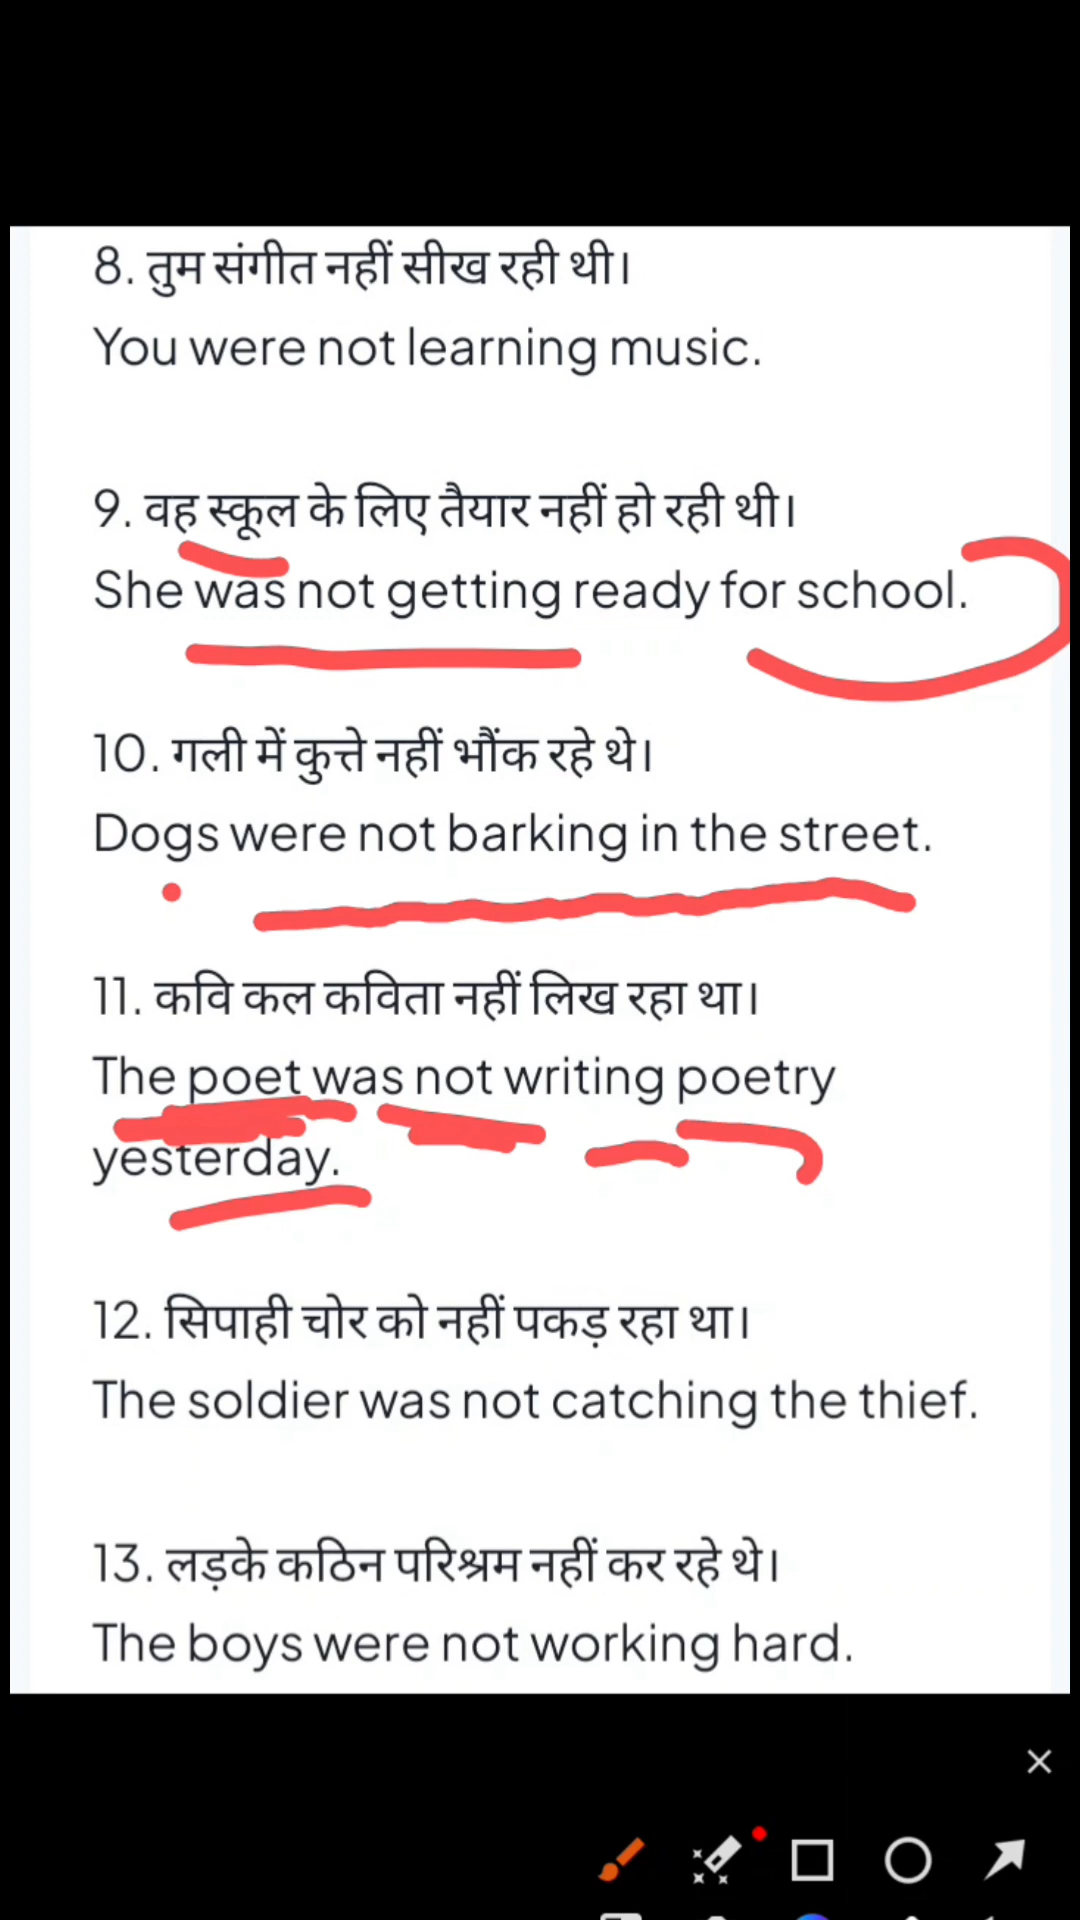 8. तुम संगीत नहीं सीख रही थी।
You were not learning music.
9. वह स्कूल के लिए तैयार नहीं हो रही थी।
She was not getting ready for school.
10. गली में कुत्ते नहीं भौंक रहे थे।
Dogs were not barking in the street.
11. कवि कल कविता नहीं लिख रहा था।
The poet was not writing poetry
yesterday.
12. सिपाही चोर को नहीं पकड़ रहा था।
The soldier was not catching the thief.
13. लड़के कठिन परिश्रम नहीं कर रहे थे।
The boys were not working hard.